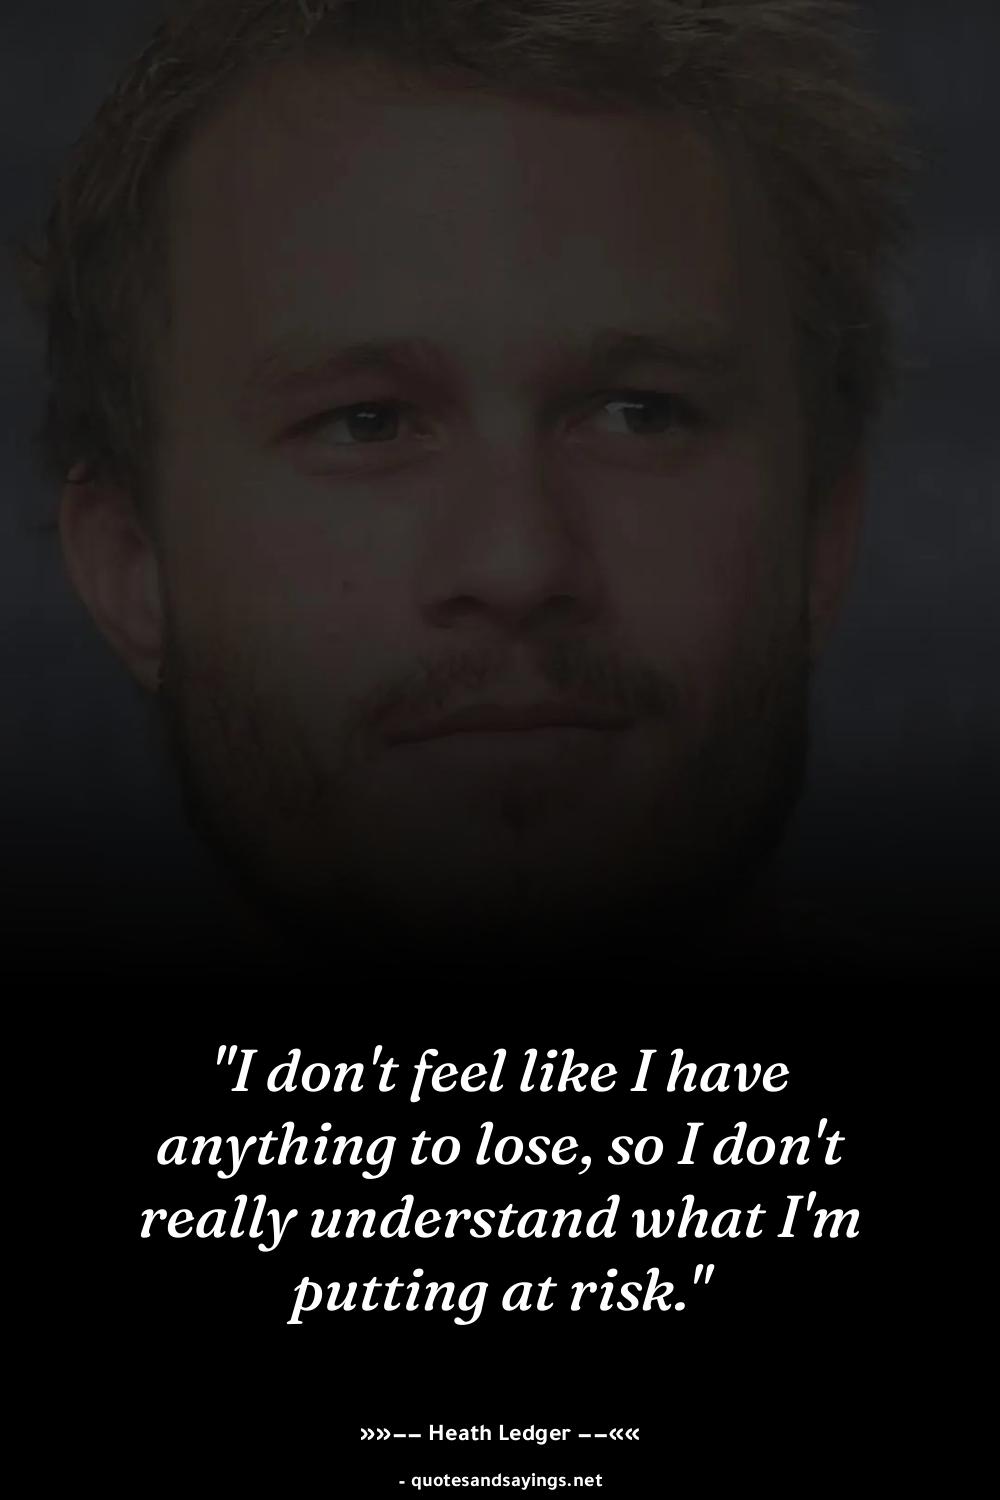 "I don't feel like I have
anything to lose, so I don't
really understand what I'm
putting at risk."
»»−− Heath Ledger −−««
- quotesandsayings.net